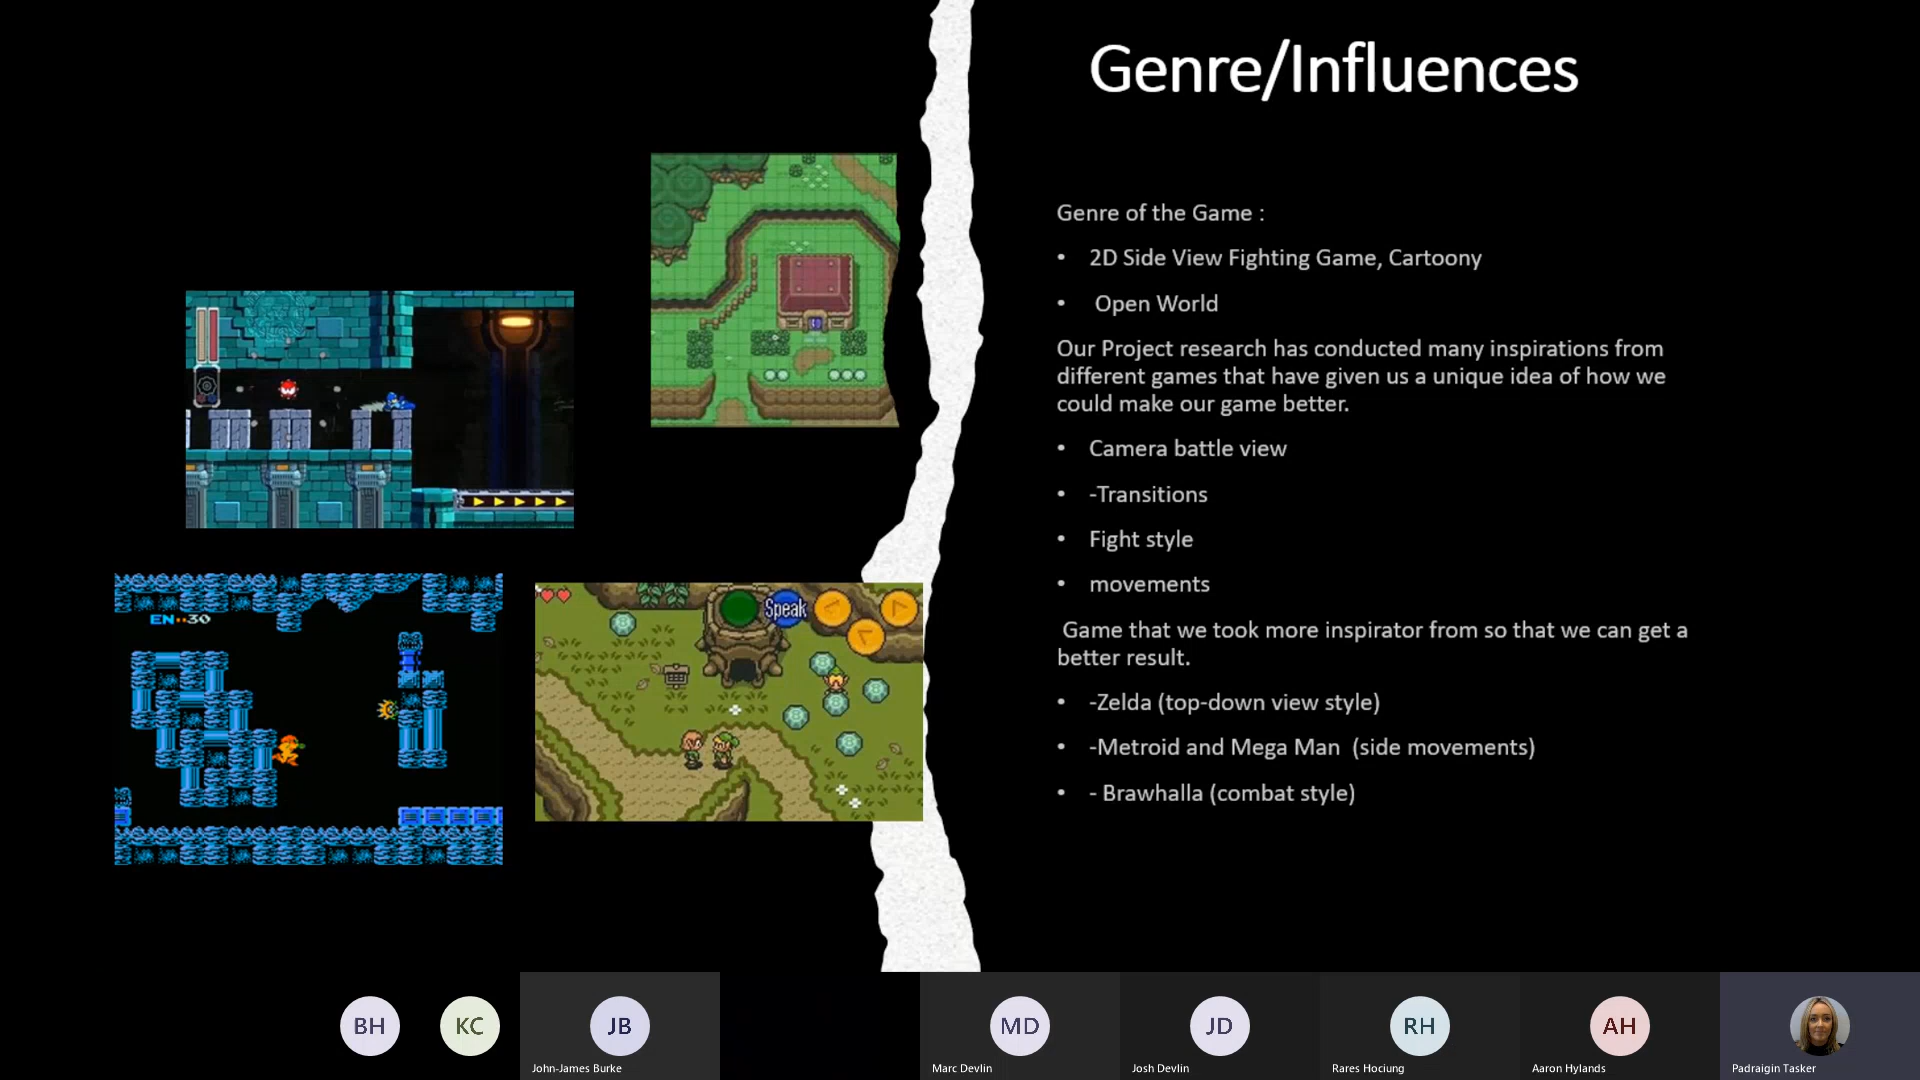 Genre/Influences
Genre of the Game :
• 2D Side View Fighting Game, Cartoony
• Open World
Our Project research has conducted many inspirations from
different games that have given us a unique idea of how we
could make our game better.
• Camera battle view
• -Transitions
• Fight style
• movements
Game that we took more inspirator from so that we can get a
better result.
• -Zelda (top-down view style)
• -Metroid and Mega Man (side movements)
• - Brawhalla (combat style)
EN··30
Speak
BH
KC
JB
MD
JD
RH
AH
John-James Burke
Marc Devlin
Josh Devlin
Rares Hociung
Aaron Hylands
Padraigin Tasker